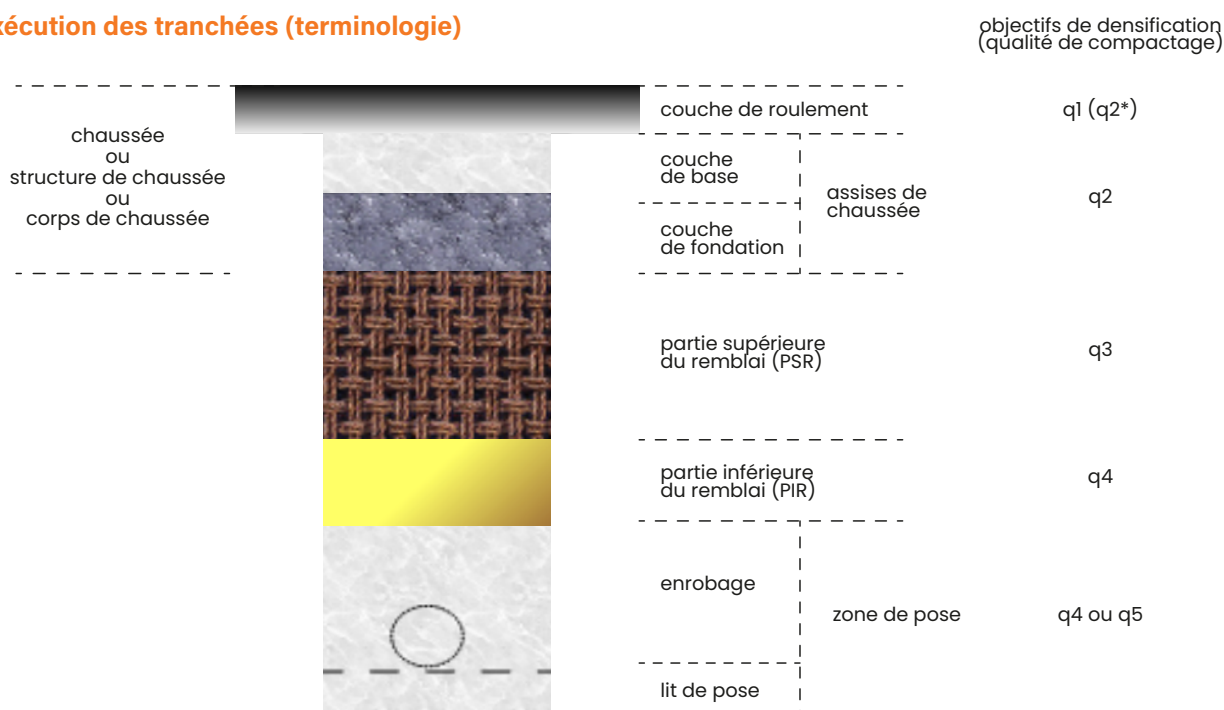 xécution des tranchées (terminologie)
objectifs de densification
(qualité de compactage)
chaussée
ou
structure de chaussée
ou
corps de chaussée
couche de roulement
q1 (q2*)
couche
de base
couche
de fondation
assises de
chaussée
q2
partie supérieure
du remblai (PSR)
q3
partie inférieure
du remblai (PIR)
q4
enrobage
zone de pose
q4 ou q5
lit de pose